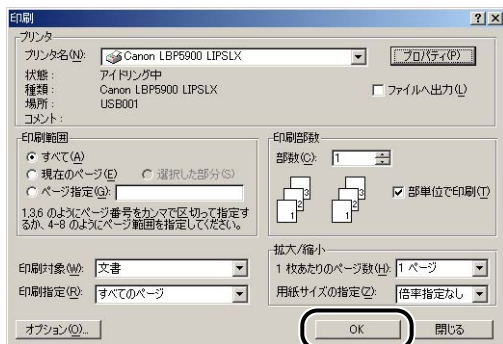 印刷
プリンタ
プリンタ名(N): Canon LBP5900 LIPSLX プロパティ(P)
状態: アイドリング中
種類: Canon LBP5900 LIPSLX ファイルへ出力(L)
場所: USB001
コメント:
印刷範囲
すべて(A)
現在のページ(E) 選択した部分(S)
ページ指定(G):
1,3,6 のようにページ番号をカンマで区切って指定す
るか、4-8 のようにページ範囲を指定してください。
印刷部数
部数(C): 1
1 2 3 1 2 3
部単位で印刷(T)
印刷対象(W): 文書
印刷指定(R): すべてのページ
拡大/縮小
1 枚あたりのページ数(H): 1 ページ
用紙サイズの指定(Z): 倍率指定なし
オプション(O)... OK 閉じる